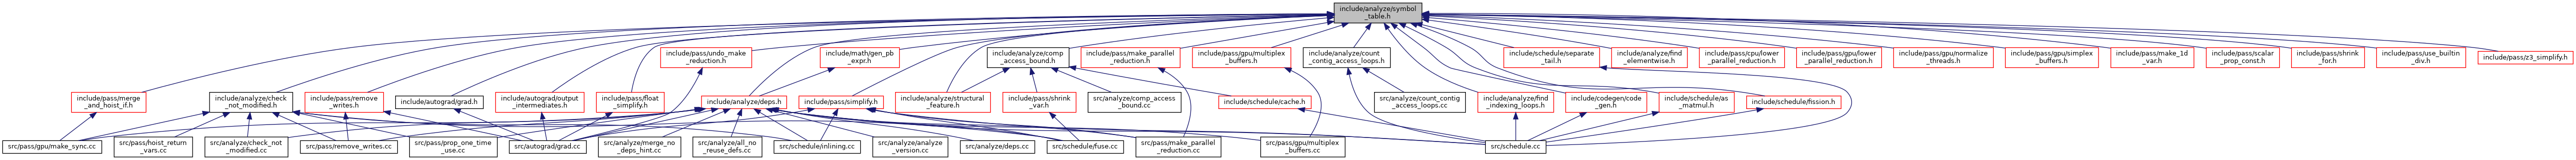 include/analyze/symbol
_table.h
include/pass/undo_make
_reduction.h
include/math/gen_pb
_expr.h
include/analyze/comp
_access_bound.h
include/pass/make_parallel
_reduction.h
include/pass/gpu/multiplex
_buffers.h
include/analyze/count
_contig_access_loops.h
include/schedule/separate
_tail.h
include/analyze/find
_elementwise.h
include/pass/cpu/lower
_parallel_reduction.h
include/pass/gpu/lower
_parallel_reduction.h
include/pass/gpu/normalize
_threads.h
include/pass/gpu/simplex
_buffers.h
include/pass/make_1d
_var.h
include/pass/scalar
_prop_const.h
include/pass/shrink
_for.h
include/pass/use_builtin
_div.h
include/pass/z3_simplify.h
include/pass/merge
_and_hoist_if.h
include/analyze/check
_not_modified.h
include/pass/remove
_writes.h
include/autograd/grad.h
include/autograd/output
_intermediates.h
include/pass/float
_simplify.h
include/analyze/deps.h
include/pass/simplify.h
include/analyze/structural
_feature.h
include/pass/shrink
_var.h
src/analyze/comp_access
_bound.cc
include/schedule/cache.h
src/analyze/count_contig
_access_loops.cc
include/analyze/find
_indexing_loops.h
include/codegen/code
_gen.h
include/schedule/as
_matmul.h
include/schedule/fission.h
src/pass/gpu/make_sync.cc
src/pass/hoist_return
_vars.cc
src/analyze/check_not
_modified.cc
src/pass/remove_writes.cc
src/pass/prop_one_time
_use.cc
src/autograd/grad.cc
src/analyze/merge_no
_deps_hint.cc
src/analyze/all_no
_reuse_defs.cc
src/schedule/inlining.cc
src/analyze/analyze
_version.cc
src/analyze/deps.cc
src/schedule/fuse.cc
src/pass/make_parallel
_reduction.cc
src/pass/gpu/multiplex
_buffers.cc
src/schedule.cc